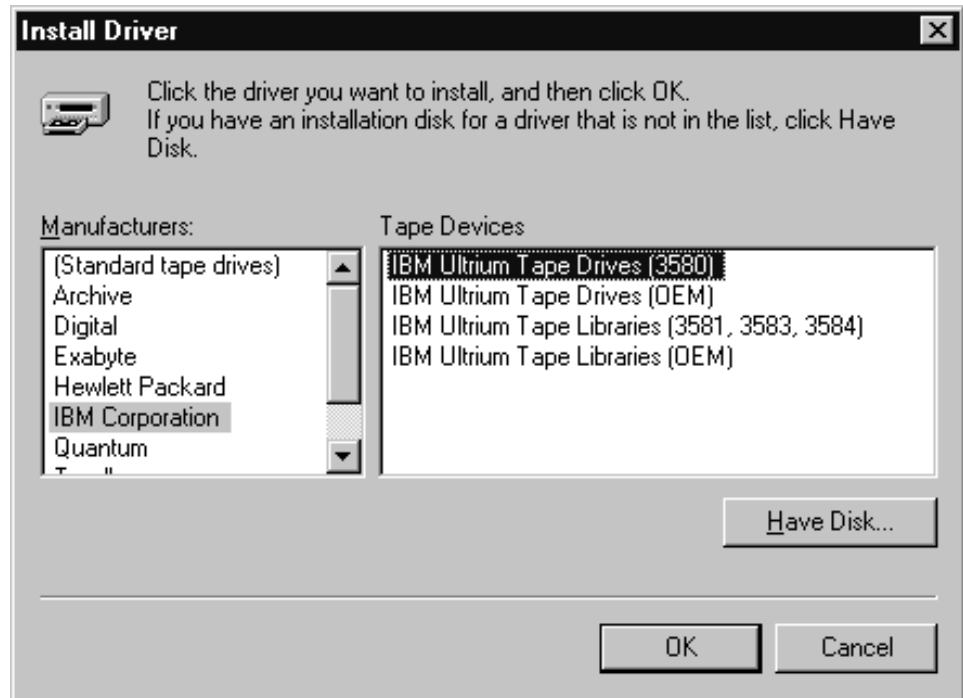 Install Driver
Click the driver you want to install, and then click OK.
If you have an installation disk for a driver that is not in the list, click Have
Disk.
Manufacturers:
(Standard tape drives)
Archive
Digital
Exabyte
Hewlett Packard
IBM Corporation
Quantum
Tape Devices
IBM Ultrium Tape Drives (3580)
IBM Ultrium Tape Drives (OEM)
IBM Ultrium Tape Libraries (3581, 3583, 3584)
IBM Ultrium Tape Libraries (OEM)
Have Disk...
OK
Cancel